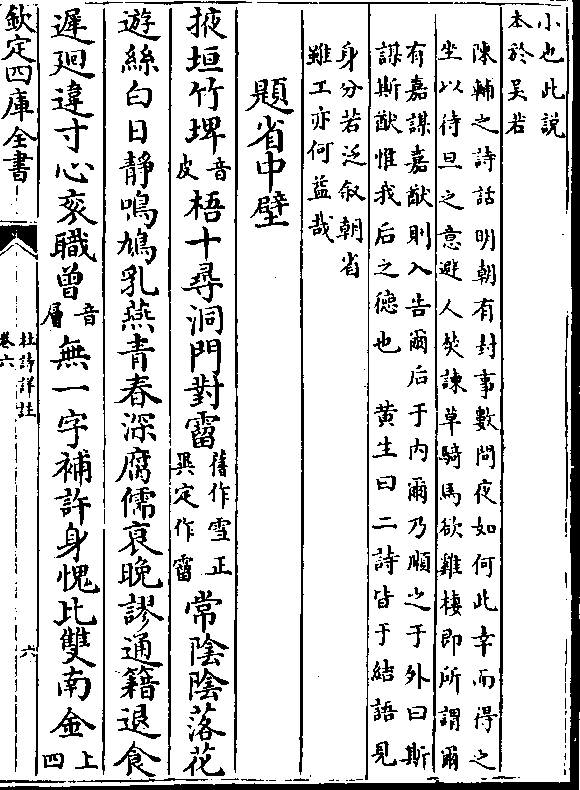 小也此說
本於吳若
陳輔之詩話明朝有封事數問夜如何此幸而得之
坐以待旦之意避人焚諫草騎馬欲雞棲即所謂爾
有嘉謀嘉猷則入告爾后于内爾乃順之于外曰斯
謀斯猷惟我后之德也　黄生曰二詩皆于結語見
身分若泛叙朝省
雖工亦何益哉
題省中壁
掖垣竹埤音皮梧十尋洞門對霤舊作雪正異定作霤常陰陰落花
遊絲白日靜鳴鳩乳燕青春深腐儒衰晚謬通籍退食
遲廻違寸心衮職曾音層無一字補許身愧比雙南金上四
欽定四庫全書
杜詩詳註
卷六
六